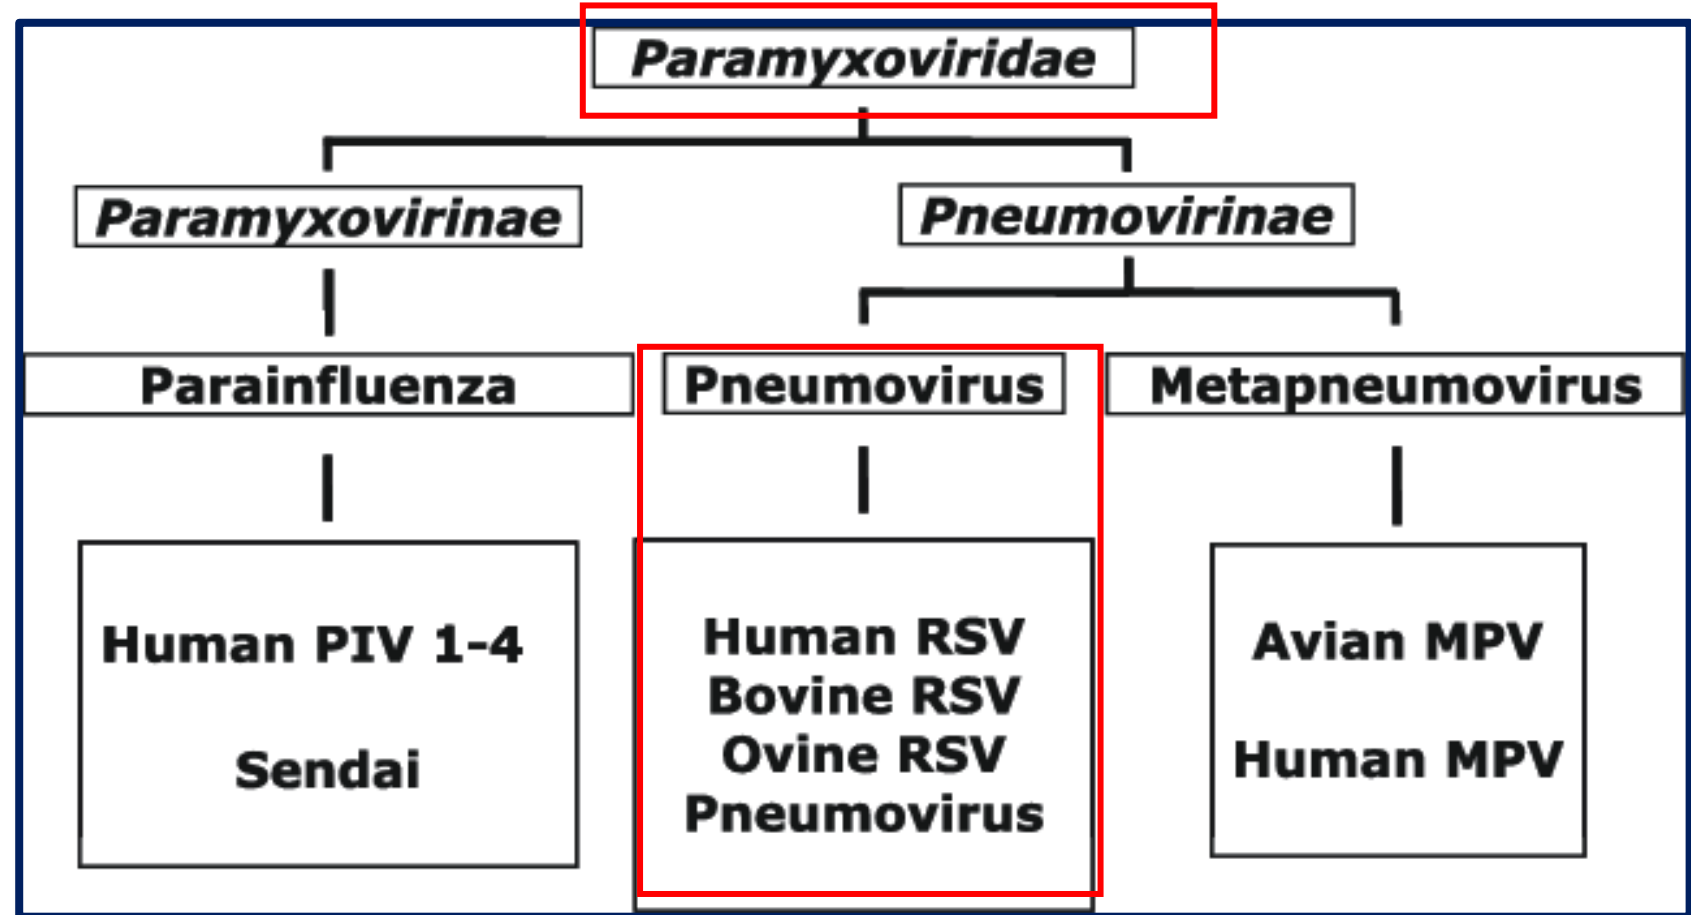 Paramyxoviridae
Paramyxovirinae
Pneumovirinae
Parainfluenza
Pneumovirus
Metapneumovirus
Human PIV 1-4
Sendai
Human RSV
Bovine RSV
Ovine RSV
Pneumovirus
Avian MPV
Human MPV